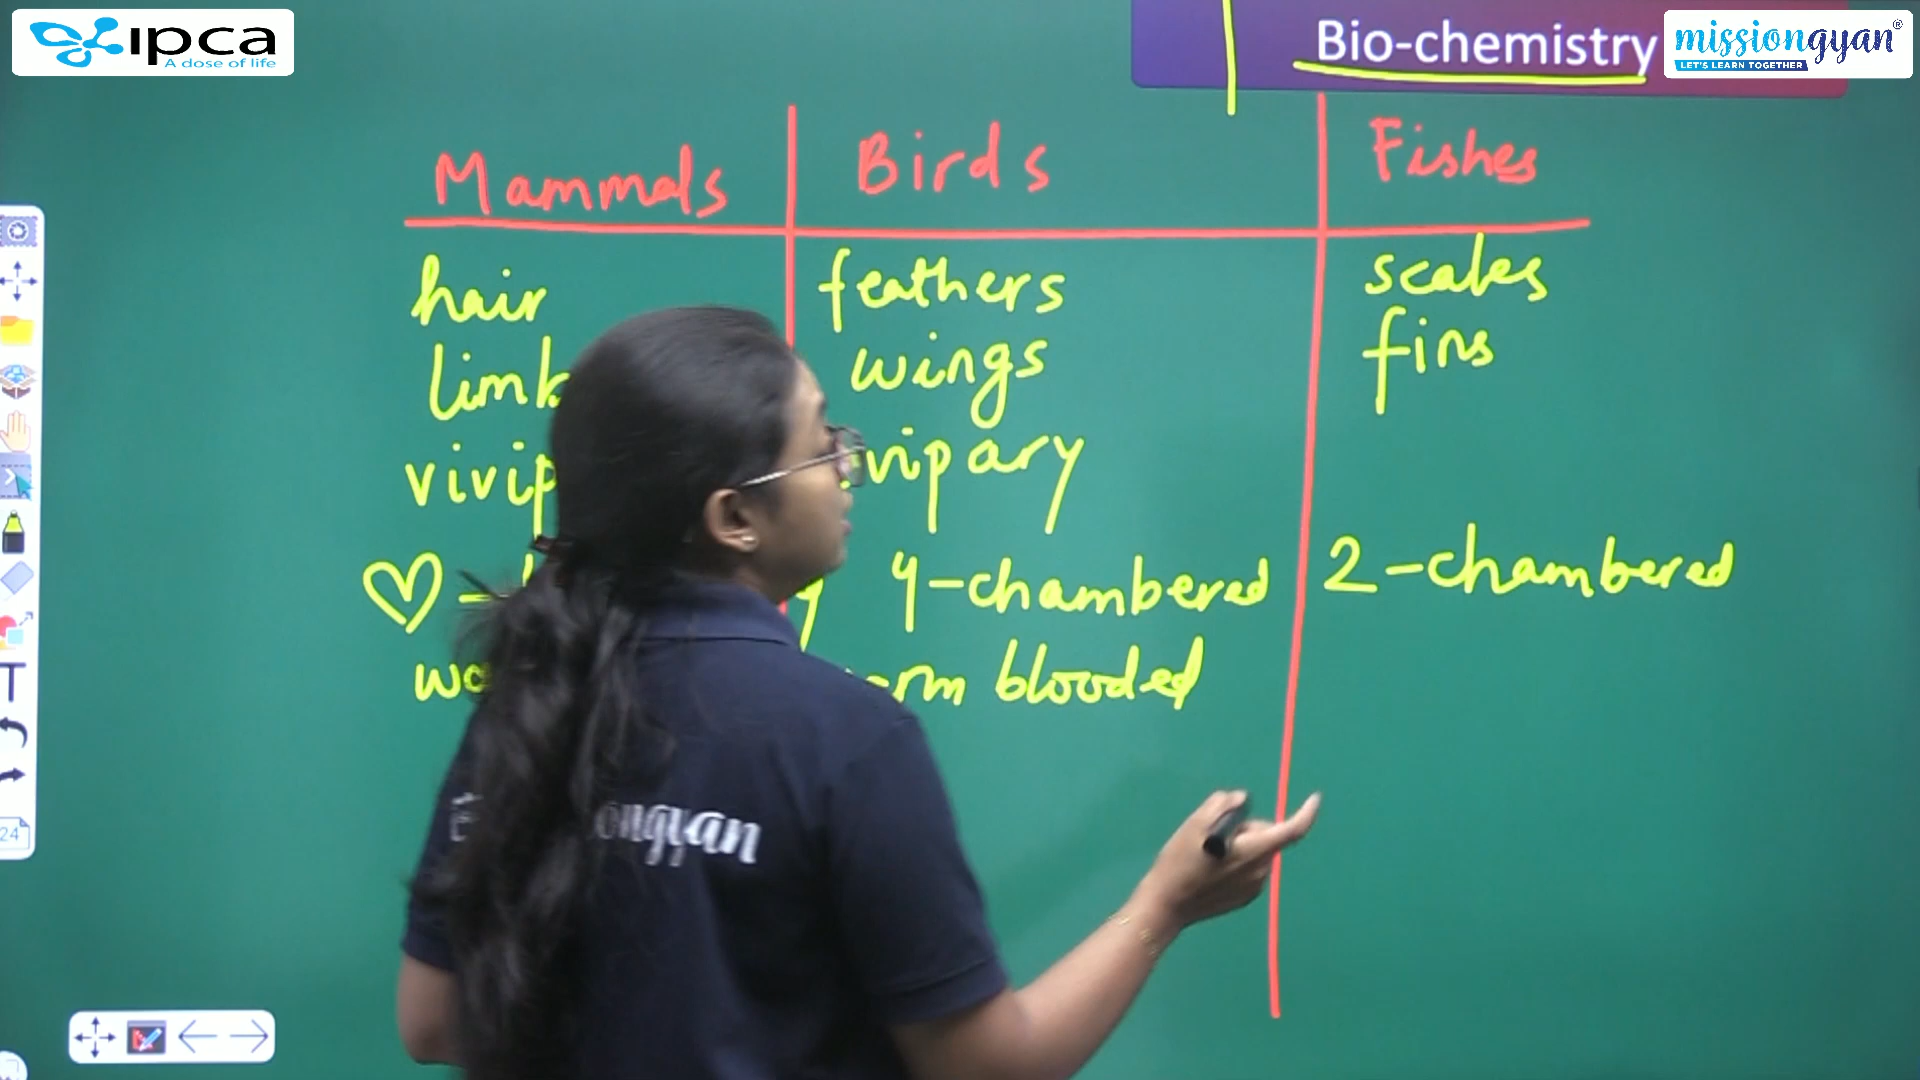 ipca
A dose of life
Bio-chemistry
missiongyan®
LET'S LEARN TOGETHER
Mammals Birds Fishes
hair feathers scales
wings fins
4-chambered 2-chambered
blooded
24